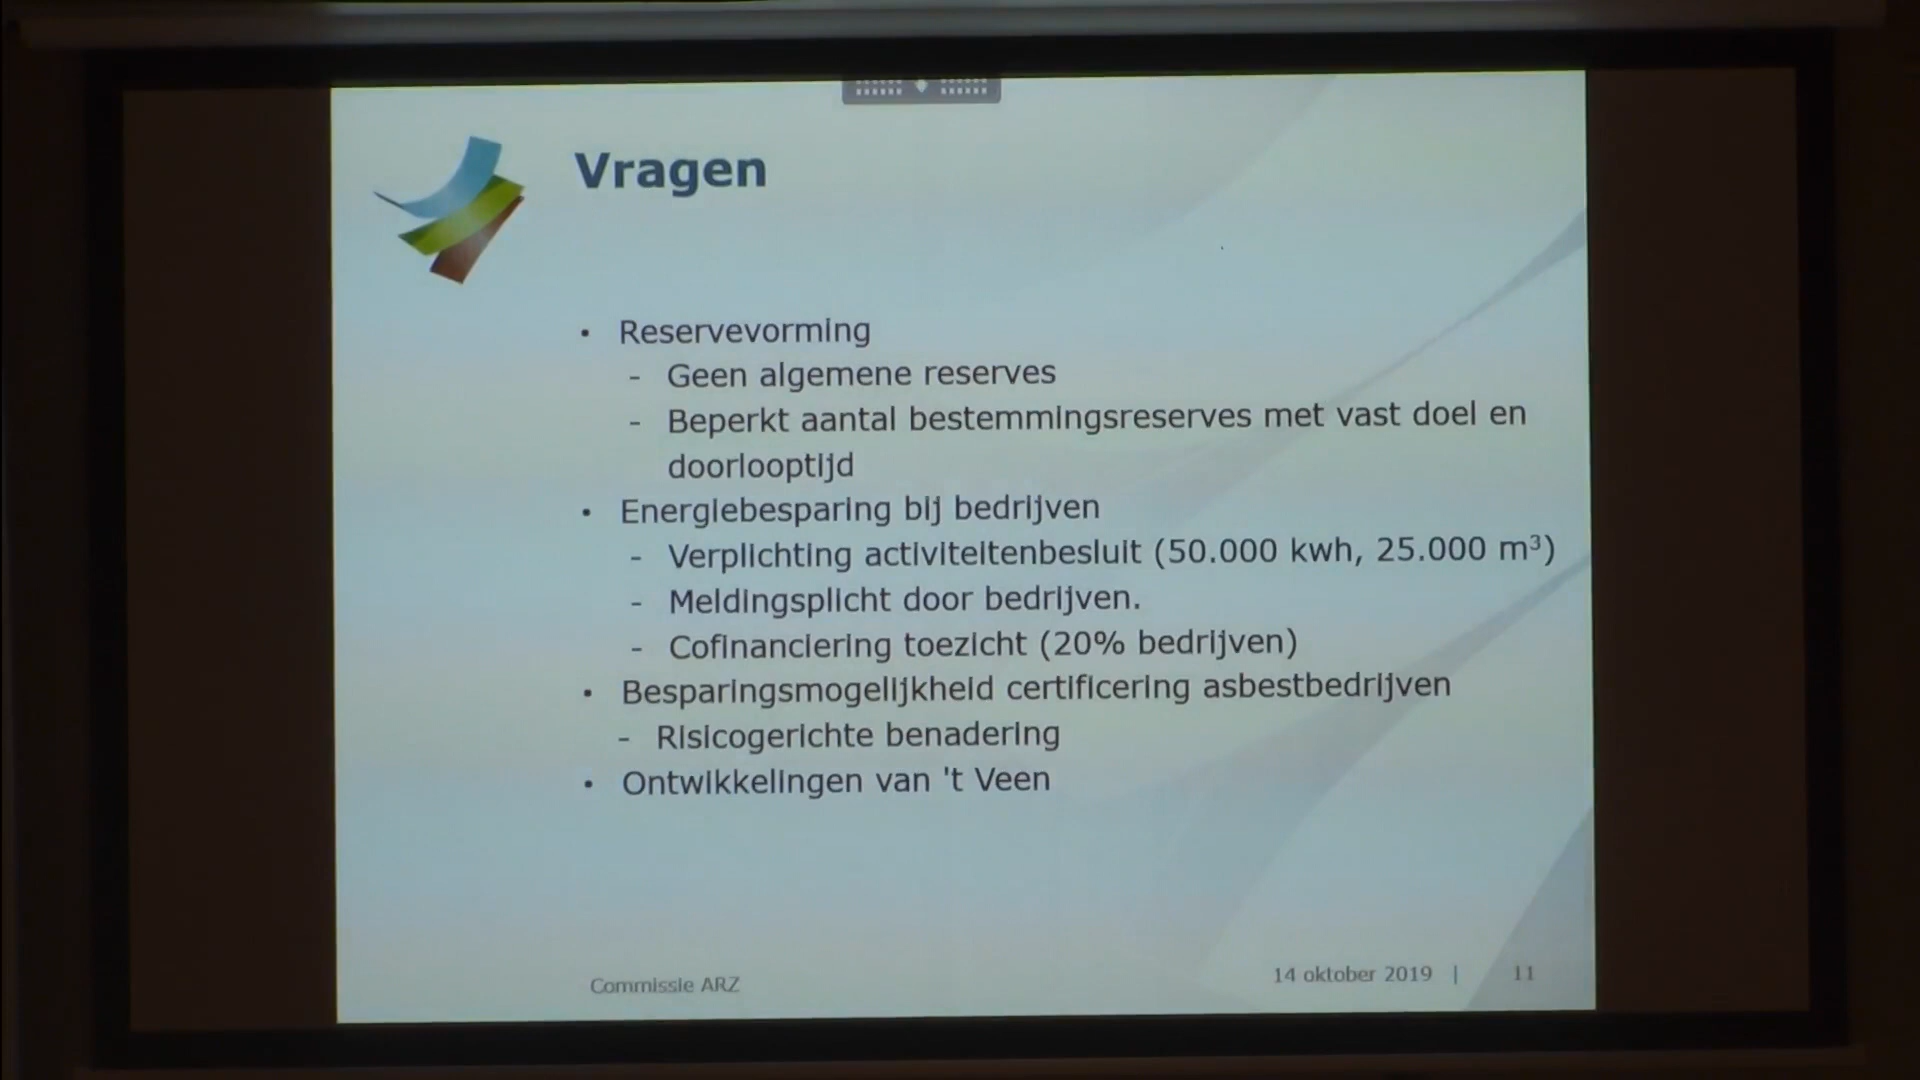 Vragen
• Reservevorming
- Geen algemene reserves
- Beperkt aantal bestemmingsreserves met vast doel en
doorlooptijd
• Energiebesparing bij bedrijven
- Verplichting activiteitenbesluit (50.000 kwh, 25.000 m³)
- Meldingsplicht door bedrijven.
- Cofinanciering toezicht (20% bedrijven)
• Besparingsmogelijkheid certificering asbestbedrijven
- Risicogerichte benadering
• Ontwikkelingen van 't Veen
Commissie ARZ
14 oktober 2019 | 11